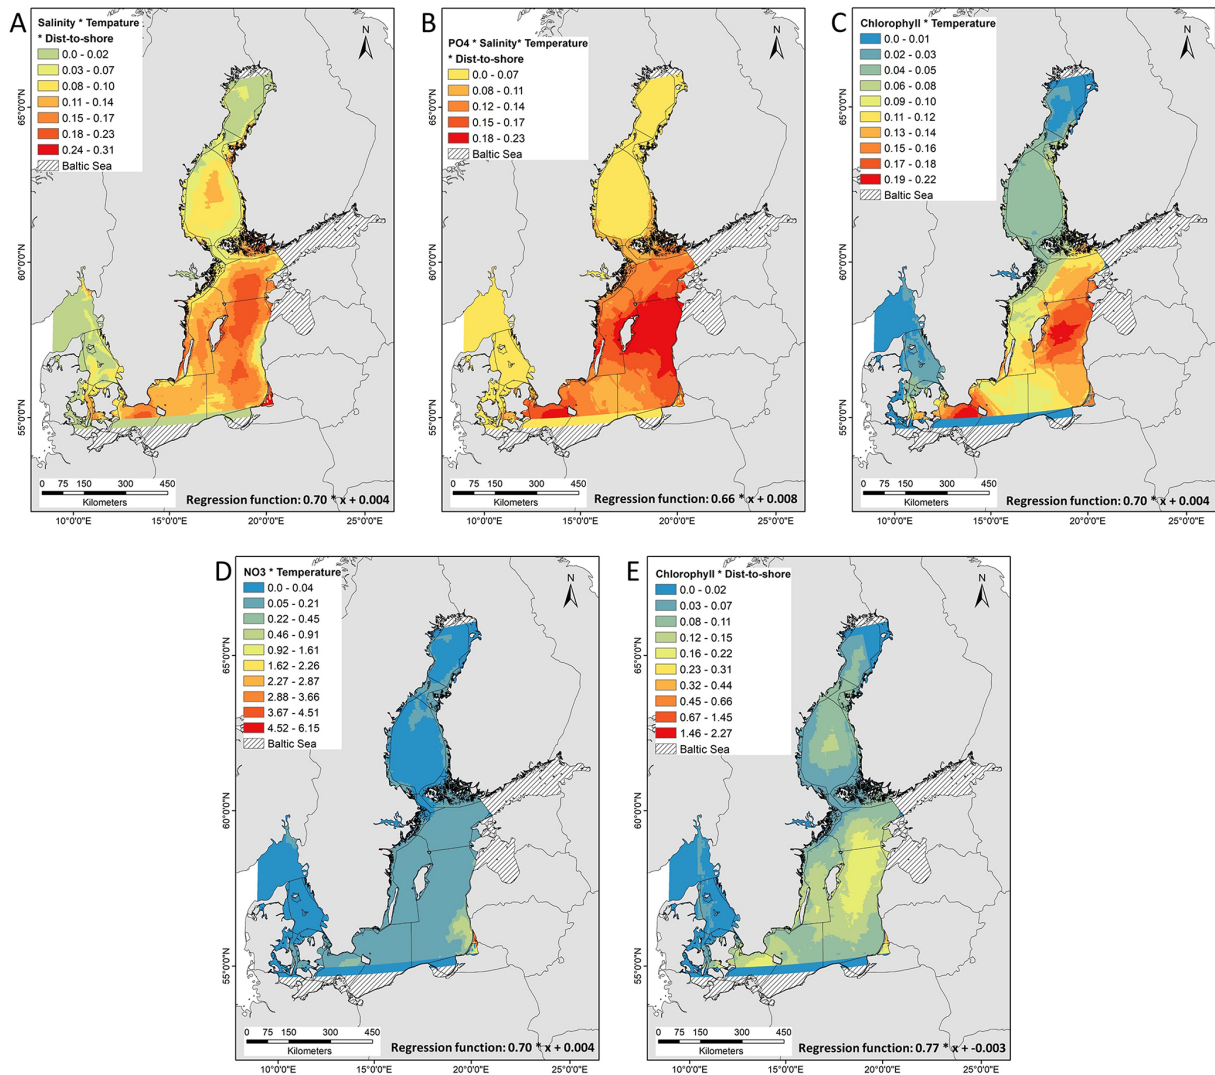 A
Salinity * Tempature
* Dist-to-shore
0.0 - 0.02
0.03 - 0.07
0.08 - 0.10
0.11 - 0.14
0.15 - 0.17
0.18 - 0.23
0.24 - 0.31
Baltic Sea
N
65°0'0"N
60°0'0"N
55°0'0"N
0 75 150 300 450
Kilometers
Regression function: 0.70 * x + 0.004
10°0'0"E 15°0'0"E 20°0'0"E 25°0'0"E
B
PO4 * Salinity* Temperature
* Dist-to-shore
0.0 - 0.07
0.08 - 0.11
0.12 - 0.14
0.15 - 0.17
0.18 - 0.23
Baltic Sea
N
65°0'0"N
60°0'0"N
55°0'0"N
0 75 150 300 450
Kilometers
Regression function: 0.66 * x + 0.008
10°0'0"E 15°0'0"E 20°0'0"E 25°0'0"E
C
Chlorophyll * Temperature
0.0 - 0.01
0.02 - 0.03
0.04 - 0.05
0.06 - 0.08
0.09 - 0.10
0.11 - 0.12
0.13 - 0.14
0.15 - 0.16
0.17 - 0.18
0.19 - 0.22
Baltic Sea
N
65°0'0"N
60°0'0"N
55°0'0"N
0 75 150 300 450
Kilometers
Regression function: 0.70 * x + 0.004
10°0'0"E 15°0'0"E 20°0'0"E 25°0'0"E
D
NO3 * Temperature
0.0 - 0.04
0.05 - 0.21
0.22 - 0.45
0.46 - 0.91
0.92 - 1.61
1.62 - 2.26
2.27 - 2.87
2.88 - 3.66
3.67 - 4.51
4.52 - 6.15
Baltic Sea
N
65°0'0"N
60°0'0"N
55°0'0"N
0 75 150 300 450
Kilometers
Regression function: 0.70 * x + 0.004
10°0'0"E 15°0'0"E 20°0'0"E 25°0'0"E
E
Chlorophyll * Dist-to-shore
0.0 - 0.02
0.03 - 0.07
0.08 - 0.11
0.12 - 0.15
0.16 - 0.22
0.23 - 0.31
0.32 - 0.44
0.45 - 0.66
0.67 - 1.45
1.46 - 2.27
Baltic Sea
N
65°0'0"N
60°0'0"N
55°0'0"N
0 75 150 300 450
Kilometers
Regression function: 0.77 * x + -0.003
10°0'0"E 15°0'0"E 20°0'0"E 25°0'0"E